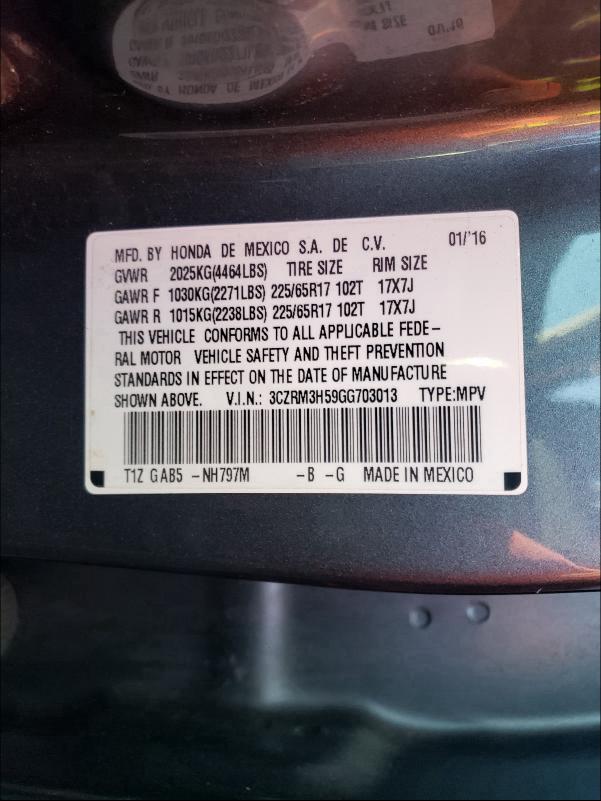 MFD. BY HONDA DE MEXICO S.A. DE C.V. 01/'16
GVWR 2025KG(4464LBS) TIRE SIZE RIM SIZE
GAWR F 1030KG(2271LBS) 225/65R17 102T 17X7J
GAWR R 1015KG(2238LBS) 225/65R17 102T 17X7J
THIS VEHICLE CONFORMS TO ALL APPLICABLE FEDE-
RAL MOTOR VEHICLE SAFETY AND THEFT PREVENTION
STANDARDS IN EFFECT ON THE DATE OF MANUFACTURE
SHOWN ABOVE. V.I.N.: 3CZRM3H59GG703013 TYPE:MPV
T1Z GAB5 -NH797M -B -G MADE IN MEXICO